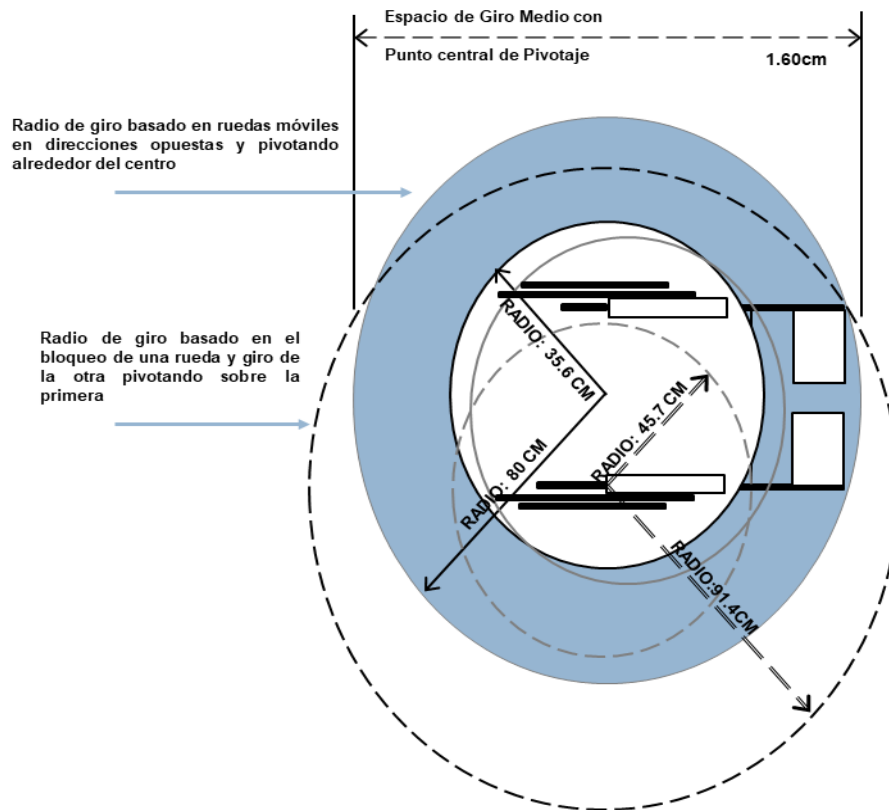 Espacio de Giro Medio con
Punto central de Pivotaje
1.60cm
Radio de giro basado en ruedas móviles
en direcciones opuestas y pivotando
alrededor del centro
Radio de giro basado en el
bloqueo de una rueda y giro de
la otra pivotando sobre la
primera
RADIO: 35.6 CM
RADIO: 45.7 CM
RADIO: 80 CM
RADIO:91.4CM